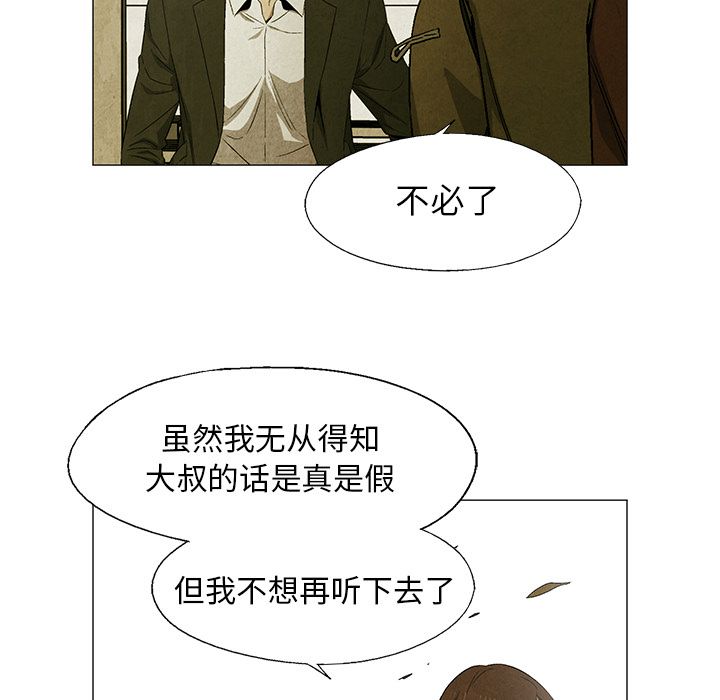 不必了
虽然我无从得知
大叔的话是真是假
但我不想再听下去了